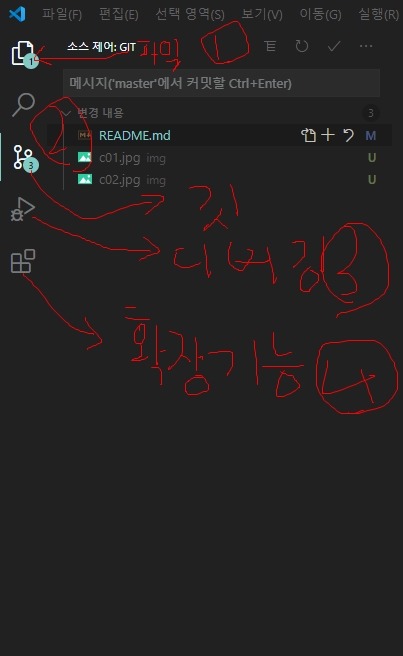 파일(F) 편집(E) 선택 영역(S) 보기(V) 이동(G) 실행(R)
소스 제어: GIT 파일 1
1
메시지('master'에서 커밋할 Ctrl+Enter)
변경 내용 3
2
README.md M
3 c01.jpg img U
c02.jpg img U
깃
디버깅 3
확장기능 4